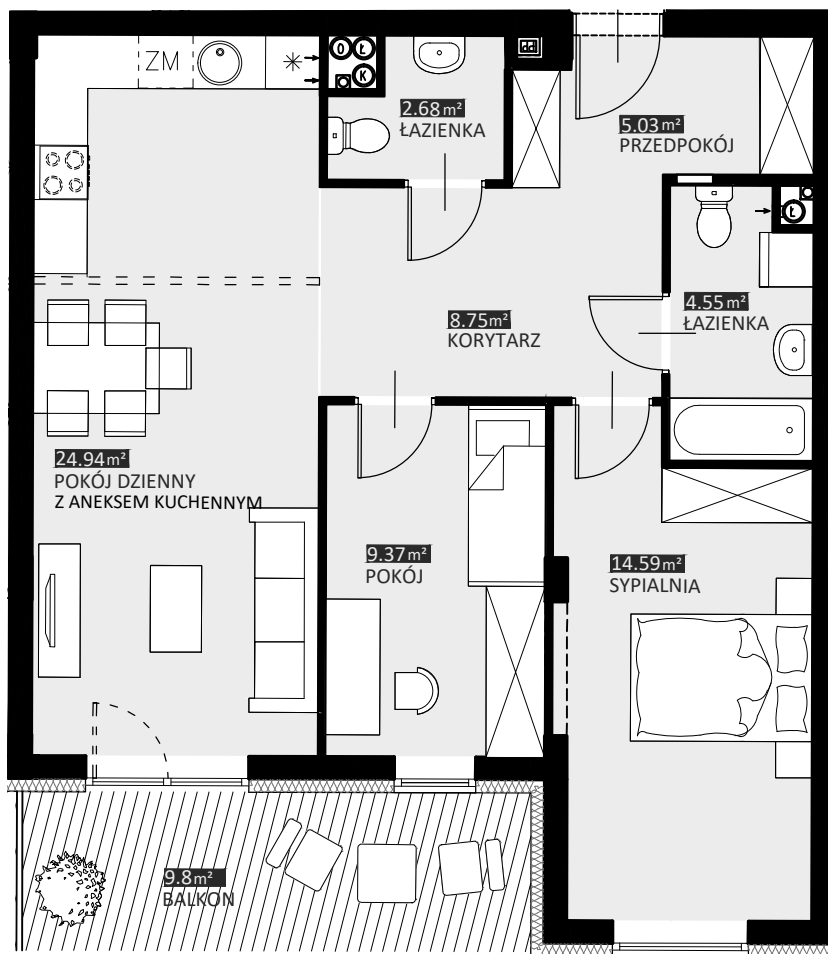 ZM
O Ł
K
2.68m²
ŁAZIENKA
5.03m²
PRZEDPOKÓJ
Ł
4.55m²
ŁAZIENKA
8.75m²
KORYTARZ
24.94m²
POKÓJ DZIENNY
Z ANEKSEM KUCHENNYM
9.37m²
POKÓJ
14.59m²
SYPIALNIA
9.8m²
BALKON